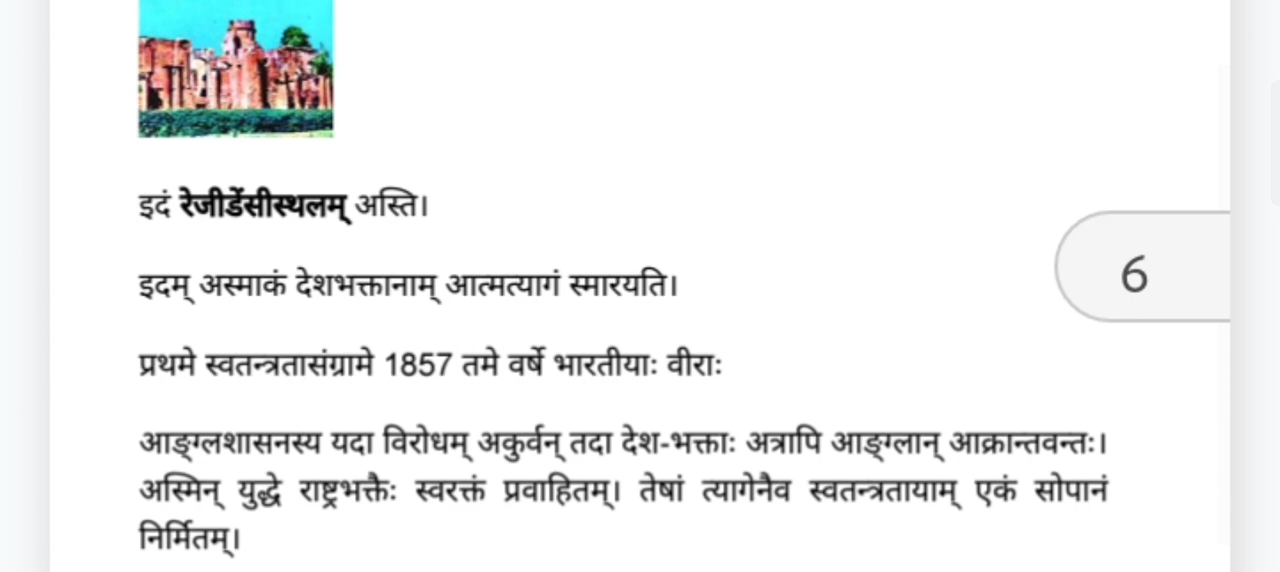 इदं रेजीडेंसीस्थलम् अस्ति।
इदम् अस्माकं देशभक्तानाम् आत्मत्यागं स्मारयति।
प्रथमे स्वतन्त्रतासंग्रामे 1857 तमे वर्षे भारतीयाः वीराः
आङ्ग्लशासनस्य यदा विरोधम् अकुर्वन् तदा देश-भक्ताः अत्रापि आङ्ग्लान् आक्रान्तवन्तः।
अस्मिन् युद्धे राष्ट्रभक्तैः स्वरक्तं प्रवाहितम्। तेषां त्यागेनैव स्वतन्त्रतायाम् एकं सोपानं
निर्मितम्।
6